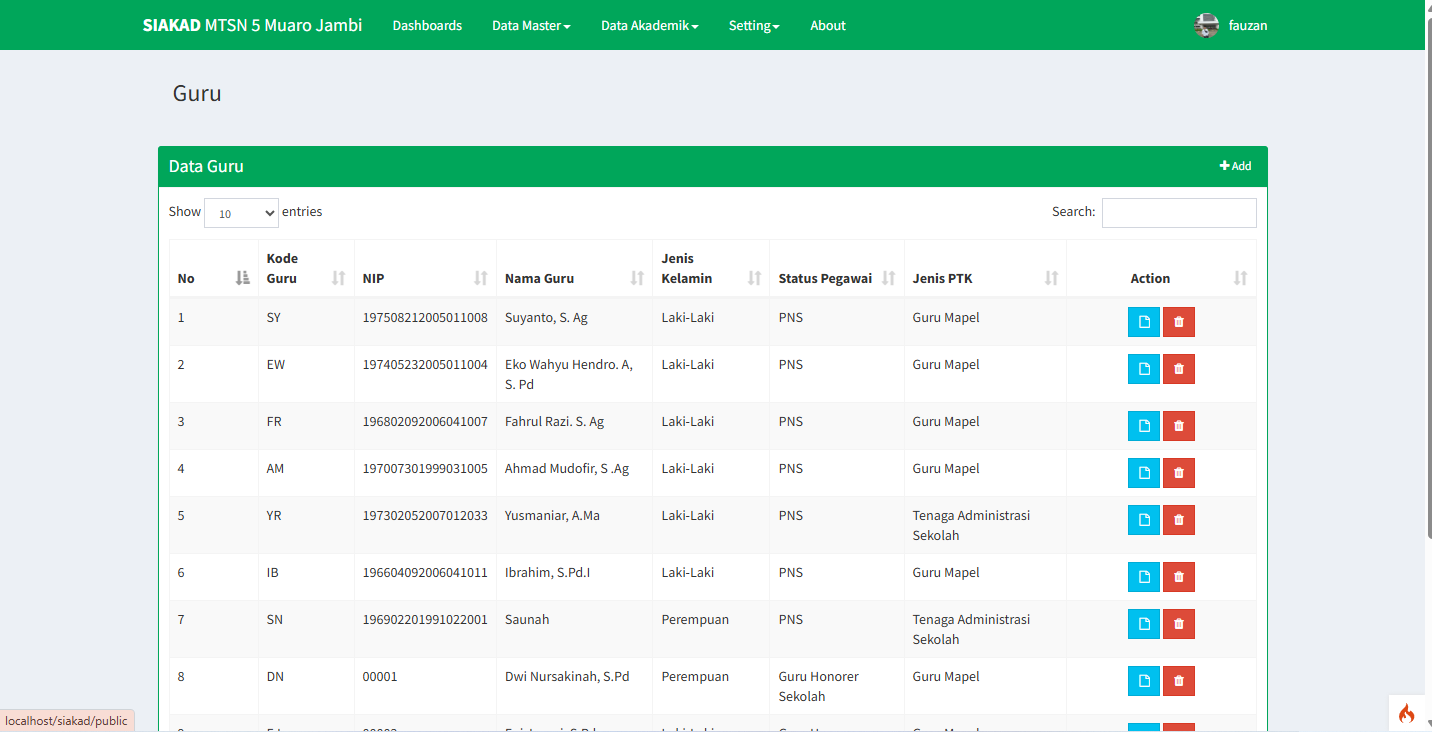 SIAKAD MTSN 5 Muaro Jambi Dashboards Data Master Data Akademik Setting About fauzan
Guru
Data Guru Add
Show 10 entries Search:
No Kode Guru NIP Nama Guru Jenis Kelamin Status Pegawai Jenis PTK Action
1 SY 197508212005011008 Suyanto, S. Ag Laki-Laki PNS Guru Mapel
2 EW 197405232005011004 Eko Wahyu Hendro. A, S. Pd Laki-Laki PNS Guru Mapel
3 FR 196802092006041007 Fahrul Razi. S. Ag Laki-Laki PNS Guru Mapel
4 AM 197007301999031005 Ahmad Mudofir, S .Ag Laki-Laki PNS Guru Mapel
5 YR 197302052007012033 Yusmaniar, A.Ma Laki-Laki PNS Tenaga Administrasi Sekolah
6 IB 196604092006041011 Ibrahim, S.Pd.I Laki-Laki PNS Guru Mapel
7 SN 196902201991022001 Saunah Perempuan PNS Tenaga Administrasi Sekolah
8 DN 00001 Dwi Nursakinah, S.Pd Perempuan Guru Honorer Sekolah Guru Mapel
localhost/siakad/public